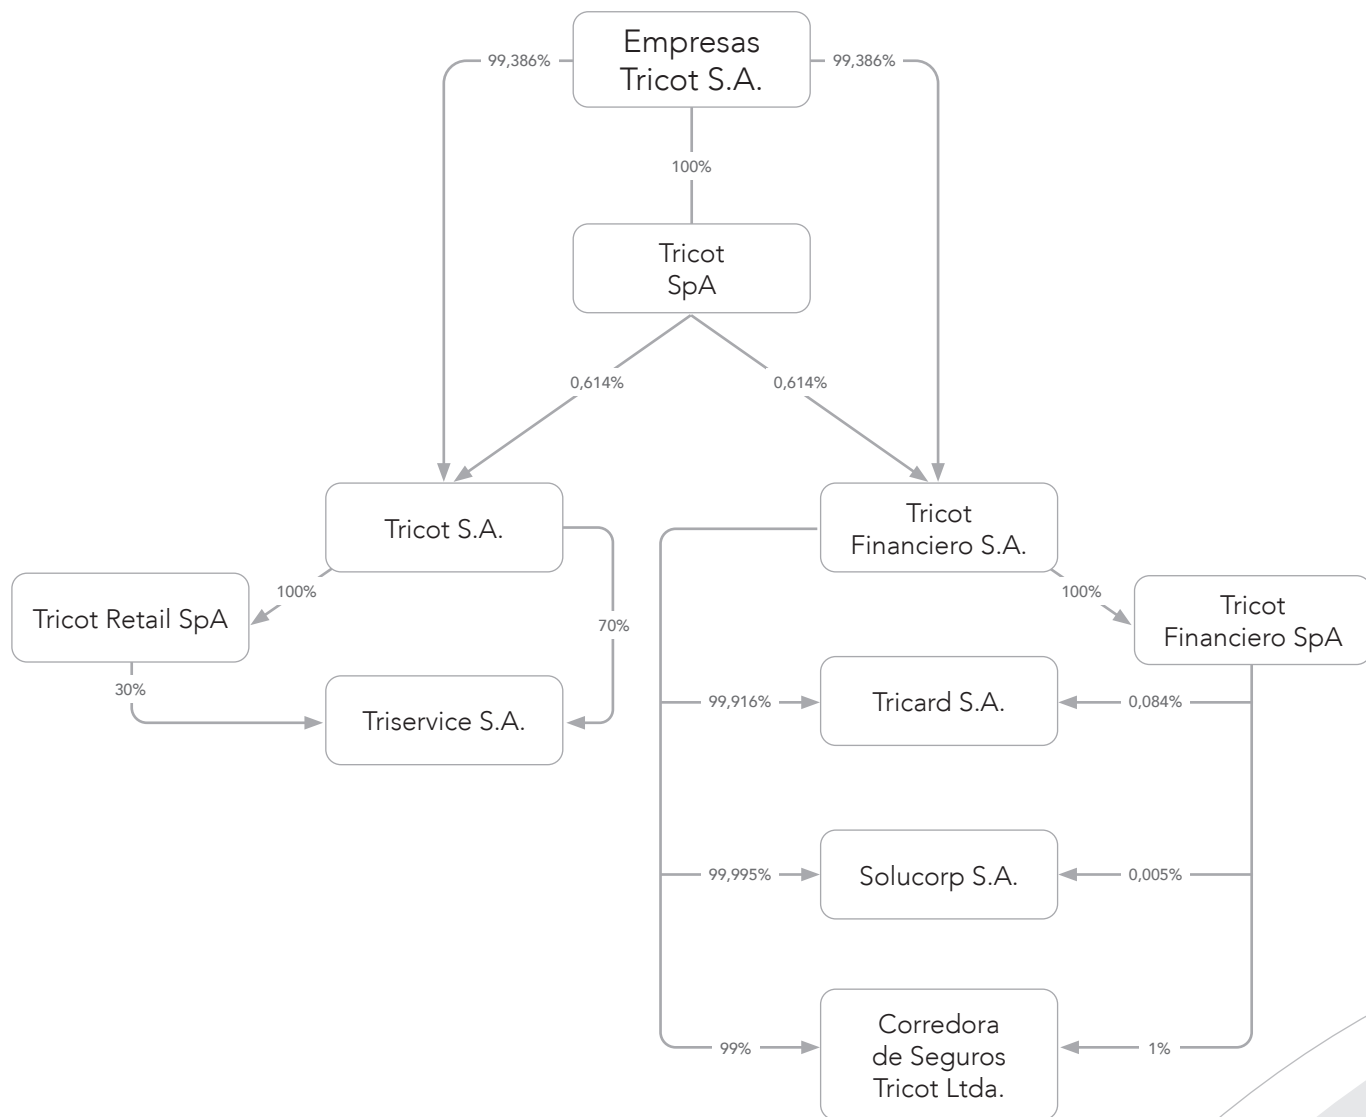 Empresas
Tricot S.A.
99,386%
99,386%
100%
Tricot
SpA
0,614%
0,614%
Tricot S.A.
Tricot
Financiero S.A.
100%
100%
Tricot Retail SpA
70%
Tricot
Financiero SpA
30%
Triservice S.A.
99,916%
Tricard S.A.
0,084%
99,995%
Solucorp S.A.
0,005%
99%
Corredora
de Seguros
Tricot Ltda.
1%